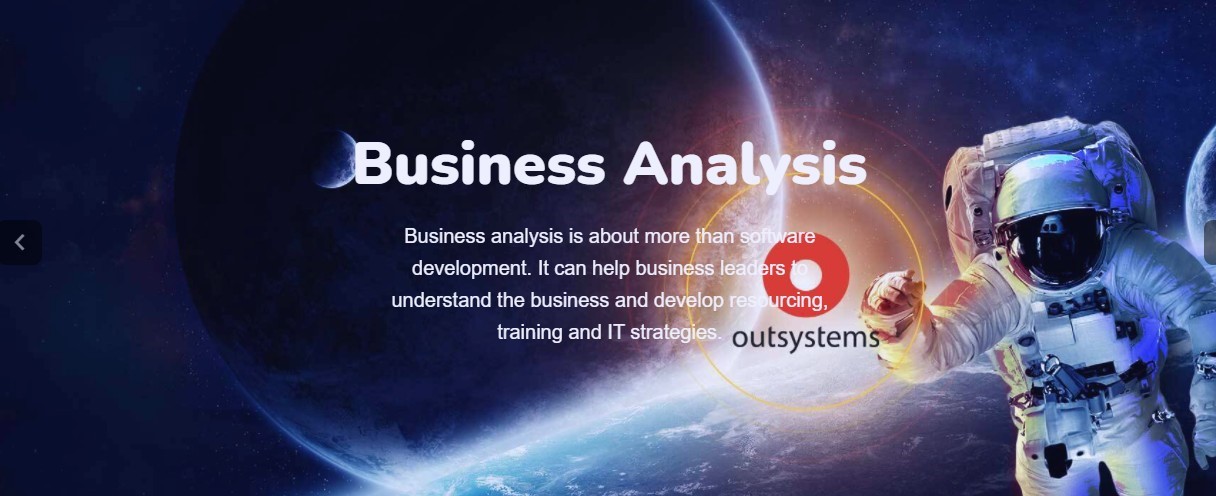 Business Analysis
Business analysis is about more than software
development. It can help business leaders to
understand the business and develop resourcing,
training and IT strategies.
outsystems